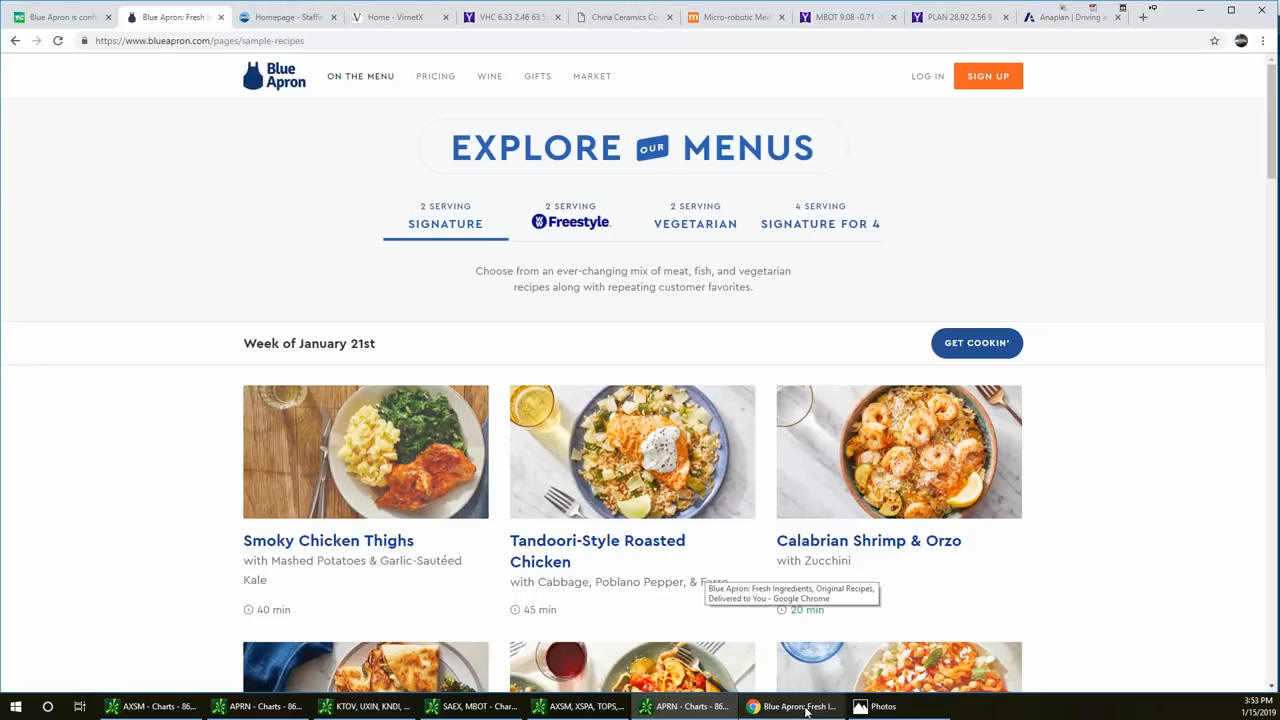 Blue Apron is confi
Blue Apron: Fresh I
Homepage - Staffin
Home - VirnetX
VHC 6.33 2.46 63.5
China Ceramics Co.
Micro-robotic Med
MBOT 9.08 -0.71 -7
PLAN 28.92 2.56 9
Anaplan | Driving a
https://www.blueapron.com/pages/sample-recipes
Blue Apron
ON THE MENU
PRICING
WINE
GIFTS
MARKET
LOG IN
SIGN UP
EXPLORE OUR MENUS
2 SERVING
SIGNATURE
2 SERVING
WW Freestyle
2 SERVING
VEGETARIAN
4 SERVING
SIGNATURE FOR 4
Choose from an ever-changing mix of meat, fish, and vegetarian
recipes along with repeating customer favorites.
Week of January 21st
GET COOKIN'
Smoky Chicken Thighs
with Mashed Potatoes & Garlic-Sautéed
Kale
40 min
Tandoori-Style Roasted
Chicken
with Cabbage, Poblano Pepper, & Farro
45 min
Calabrian Shrimp & Orzo
with Zucchini
20 min
Blue Apron: Fresh Ingredients, Original Recipes,
Delivered to You - Google Chrome
AXSM - Charts - 86...
APRN - Charts - 86...
KTOV, UXIN, KNDI, ...
SAEX, MBOT - Char...
AXSM, XSPA, TOPS,...
APRN - Charts - 86...
Blue Apron: Fresh I...
Photos
3:53 PM
1/15/2019